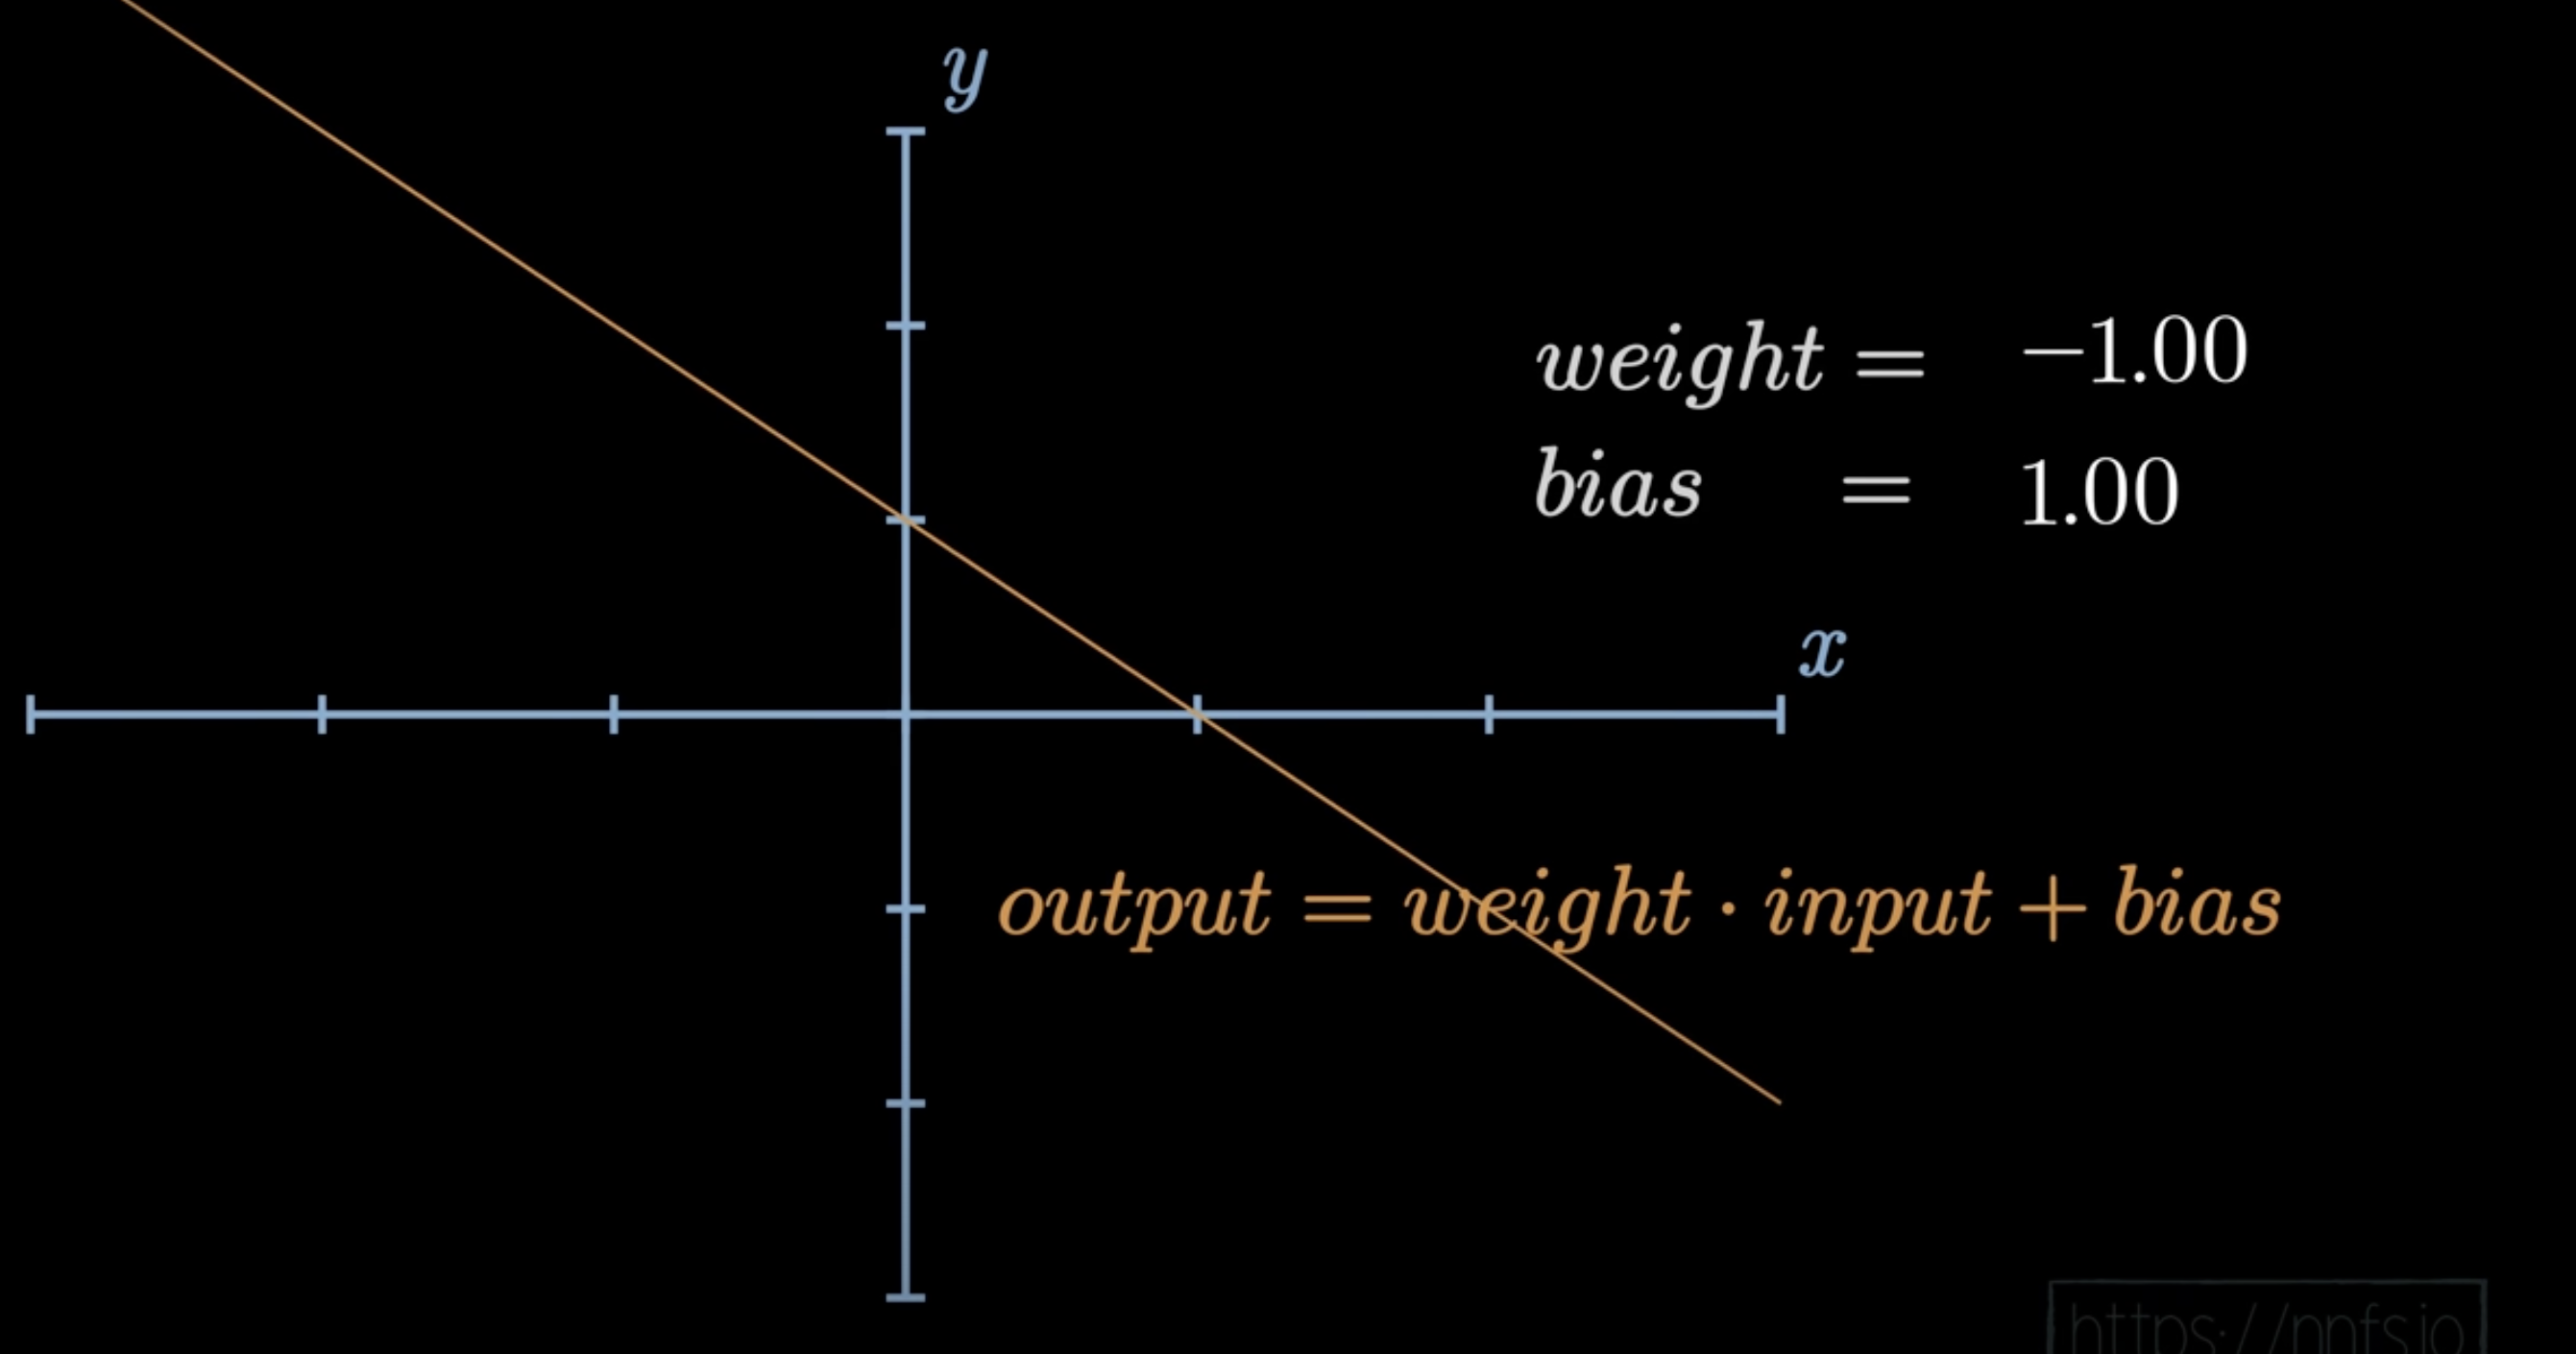 y
weight = −1.00
bias = 1.00
x
output = weight · input + bias
https://nnfs.io